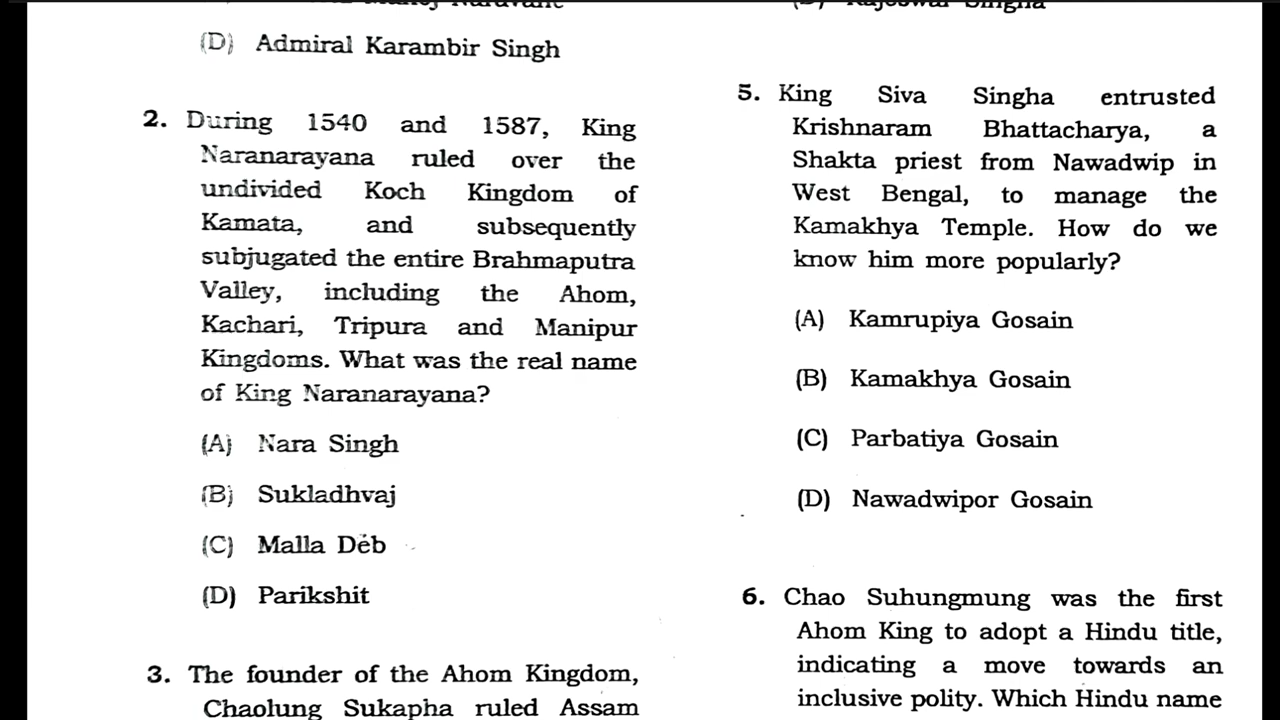 (D) Admiral Karambir Singh
2. During 1540 and 1587, King
Naranarayana ruled over the
undivided Koch Kingdom of
Kamata, and subsequently
subjugated the entire Brahmaputra
Valley, including the Ahom,
Kachari, Tripura and Manipur
Kingdoms. What was the real name
of King Naranarayana?
(A) Nara Singh
(B) Sukladhvaj
(C) Malla Deb
(D) Parikshit
3. The founder of the Ahom Kingdom,
Chaolung Sukapha ruled Assam
5. King Siva Singha entrusted
Krishnaram Bhattacharya, a
Shakta priest from Nawadwip in
West Bengal, to manage the
Kamakhya Temple. How do we
know him more popularly?
(A) Kamrupiya Gosain
(B) Kamakhya Gosain
(C) Parbatiya Gosain
(D) Nawadwipor Gosain
6. Chao Suhungmung was the first
Ahom King to adopt a Hindu title,
indicating a move towards an
inclusive polity. Which Hindu name